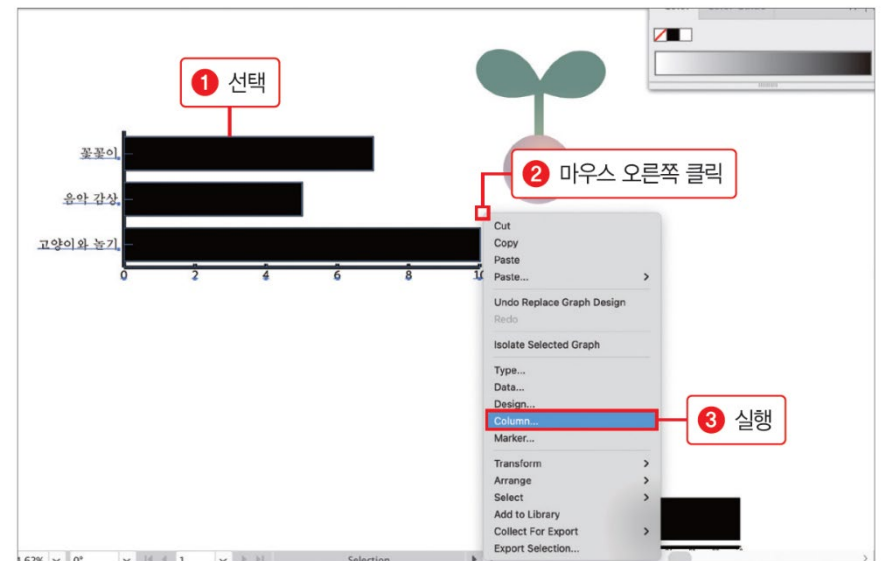 1 선택
꽃꽂이
음악 감상
고양이와 놀기
0 2 4 6 8 10
2 마우스 오른쪽 클릭
Cut
Copy
Paste
Paste...
Undo Replace Graph Design
Redo
Isolate Selected Graph
Type...
Data...
Design...
Column...
Marker...
3 실행
Transform
Arrange
Select
Add to Library
Collect For Export
Export Selection...
0° 1 Selection